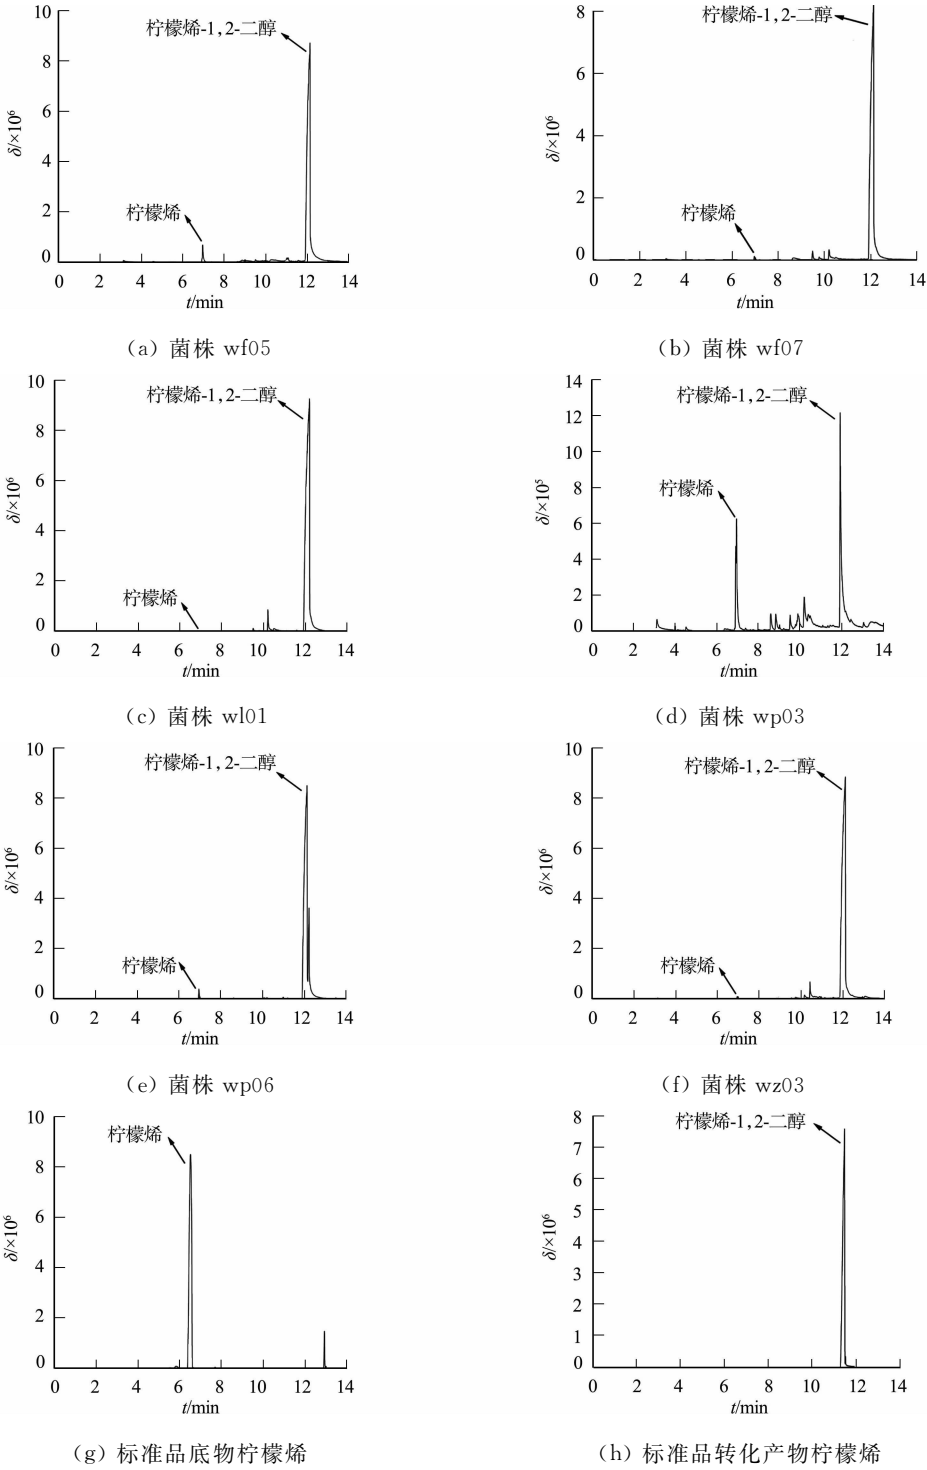 10
柠檬烯-1,2-二醇
8
6
δ/×10⁶
4
柠檬烯
2
0
0 2 4 6 8 10 12 14
t/min
(a) 菌株 wf05
8
柠檬烯-1,2-二醇
6
δ/×10⁶
4
柠檬烯
2
0
0 2 4 6 8 10 12 14
t/min
(b) 菌株 wf07
10
柠檬烯-1,2-二醇
8
6
δ/×10⁶
4
2
柠檬烯
0
0 2 4 6 8 10 12 14
t/min
(c) 菌株 wl01
14
柠檬烯-1,2-二醇
12
10
柠檬烯
8
δ/×10⁵
6
4
2
0
0 2 4 6 8 10 12 14
t/min
(d) 菌株 wp03
10
柠檬烯-1,2-二醇
8
6
δ/×10⁶
4
2
柠檬烯
0
0 2 4 6 8 10 12 14
t/min
(e) 菌株 wp06
10
柠檬烯-1,2-二醇
8
6
δ/×10⁶
4
2
柠檬烯
0
0 2 4 6 8 10 12 14
t/min
(f) 菌株 wz03
10
柠檬烯
8
6
δ/×10⁶
4
2
0
0 2 4 6 8 10 12 14
t/min
(g) 标准品底物柠檬烯
8
柠檬烯-1,2-二醇
7
6
5
δ/×10⁶
4
3
2
1
0
0 2 4 6 8 10 12 14
t/min
(h) 标准品转化产物柠檬烯